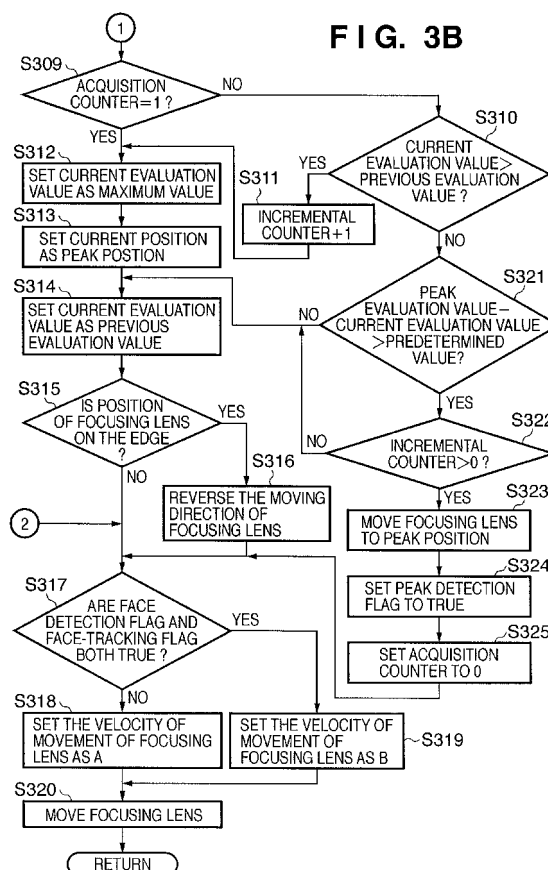 1
FIG. 3B
S309
ACQUISITION
COUNTER=1 ?
NO
YES
S310
CURRENT
EVALUATION VALUE>
PREVIOUS EVALUATION
VALUE ?
YES
NO
S311
INCREMENTAL
COUNTER+1
S312
SET CURRENT EVALUATION
VALUE AS MAXIMUM VALUE
S313
SET CURRENT POSITION
AS PEAK POSTION
S314
SET CURRENT EVALUATION
VALUE AS PREVIOUS
EVALUATION VALUE
S321
PEAK
EVALUATION VALUE−
CURRENT EVALUATION VALUE
>PREDETERMINED
VALUE?
NO
YES
S315
IS POSITION
OF FOCUSING LENS
ON THE EDGE
?
YES
NO
S316
REVERSE THE MOVING
DIRECTION OF
FOCUSING LENS
S322
INCREMENTAL
COUNTER>0 ?
NO
YES
S323
MOVE FOCUSING LENS
TO PEAK POSITION
S324
SET PEAK DETECTION
FLAG TO TRUE
S325
SET ACQUISITION
COUNTER TO 0
2
S317
ARE FACE
DETECTION FLAG AND
FACE-TRACKING FLAG
BOTH TRUE ?
YES
NO
S318
SET THE VELOCITY OF
MOVEMENT OF FOCUSING
LENS AS A
SET THE VELOCITY OF
MOVEMENT OF
FOCUSING LENS AS B
S319
S320
MOVE FOCUSING LENS
RETURN